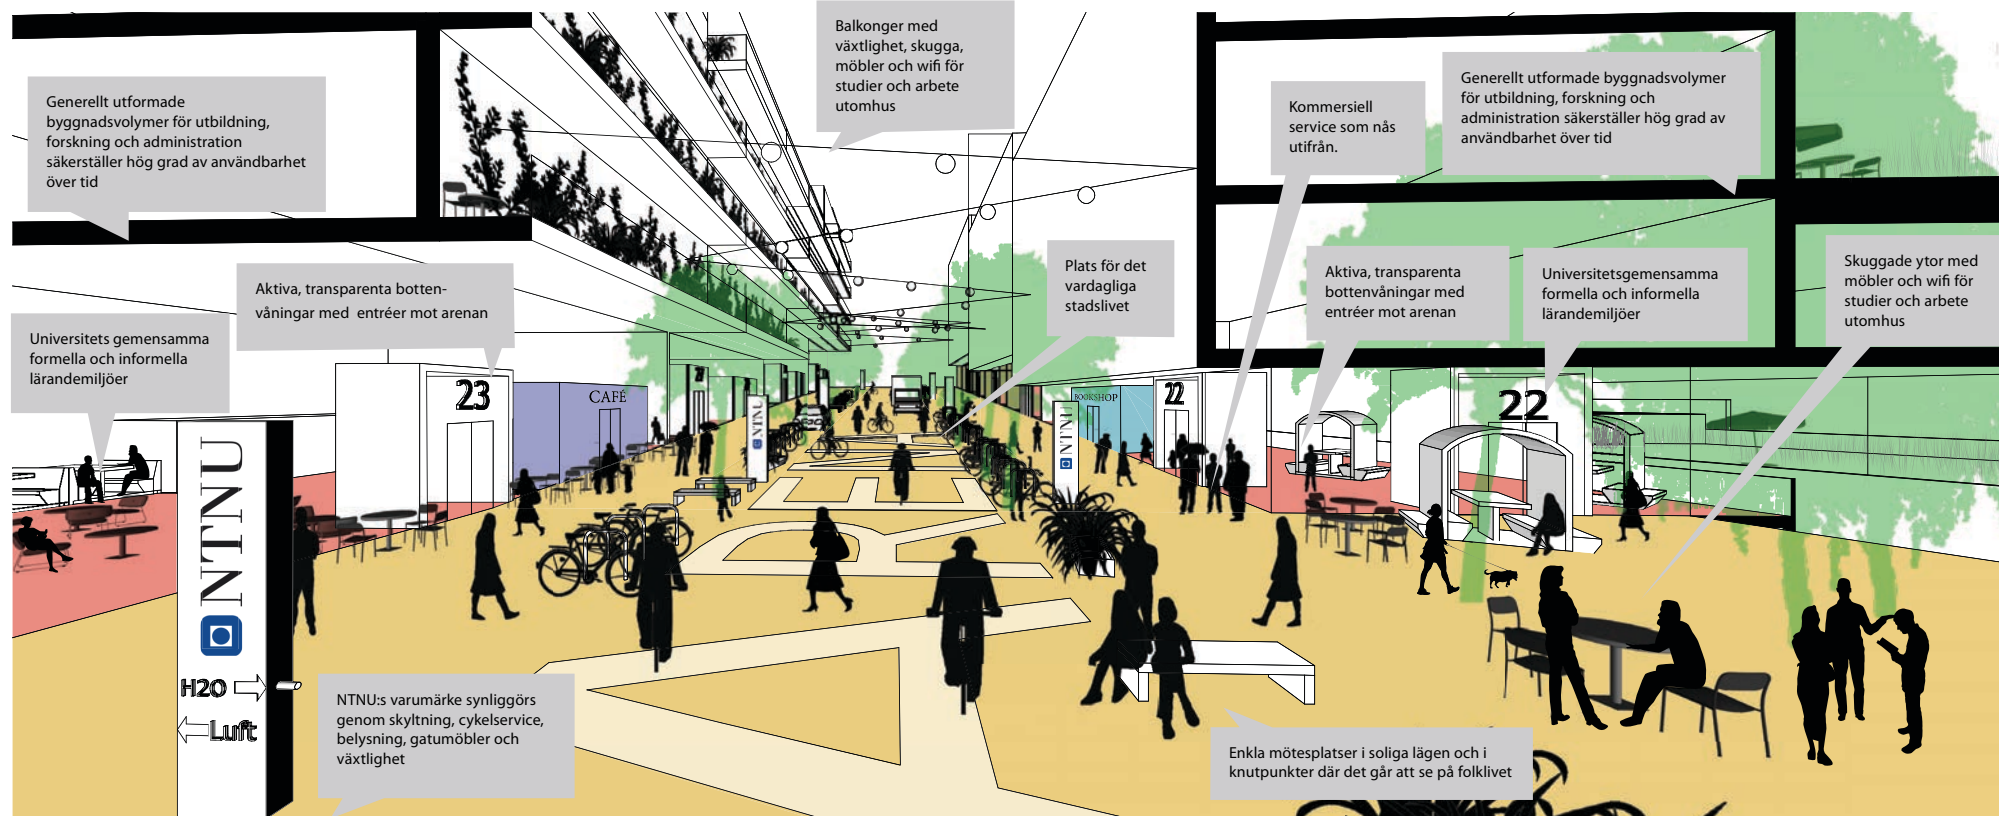 Balkonger med
växtlighet, skugga,
möbler och wifi för
studier och arbete
utomhus
Generellt utformade
byggnadsvolymer för utbildning,
forskning och administration
säkerställer hög grad av användbarhet
över tid
Kommersiell
service som nås
utifrån.
Generellt utformade byggnadsvolymer
för utbildning, forskning och
administration säkerställer hög grad av
användbarhet över tid
Aktiva, transparenta botten-
våningar med entréer mot arenan
Plats för det
vardagliga
stadslivet
Aktiva, transparenta
bottenvåningar med
entréer mot arenan
Universitetsgemensamma
formella och informella
lärandemiljöer
Skuggade ytor med
möbler och wifi för
studier och arbete
utomhus
Universitets gemensamma
formella och informella
lärandemiljöer
23
CAFÉ
NTNU
NTNU
BOOKSHOP
22
22
NTNU
ARENA
H2O
Luft
NTNU:s varumärke synliggörs
genom skyltning, cykelservice,
belysning, gatumöbler och
växtlighet
Enkla mötesplatser i soliga lägen och i
knutpunkter där det går att se på folklivet